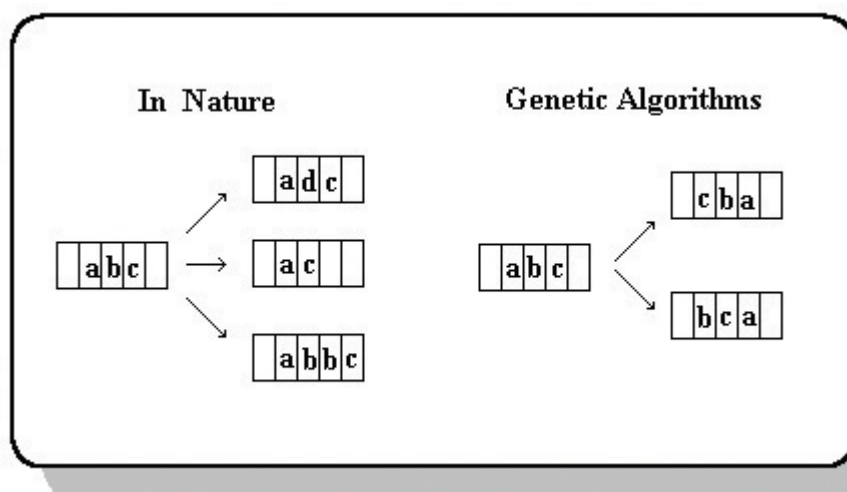 In Nature
Genetic Algorithms
a d c
a b c
a c
a b b c
c b a
a b c
b c a